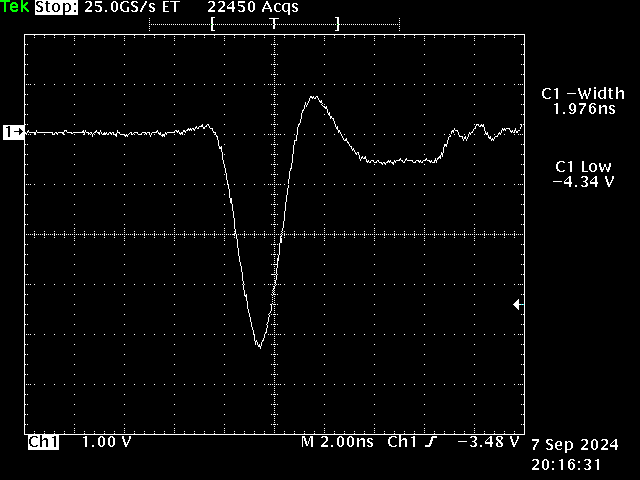 Tek Stop: 25.0GS/s ET 22450 Acqs
[ T ]
C1 −Width
1.976ns
1→
C1 Low
−4.34 V
Ch1 1.00 V M 2.00ns Ch1 −3.48 V
7 Sep 2024
20:16:31